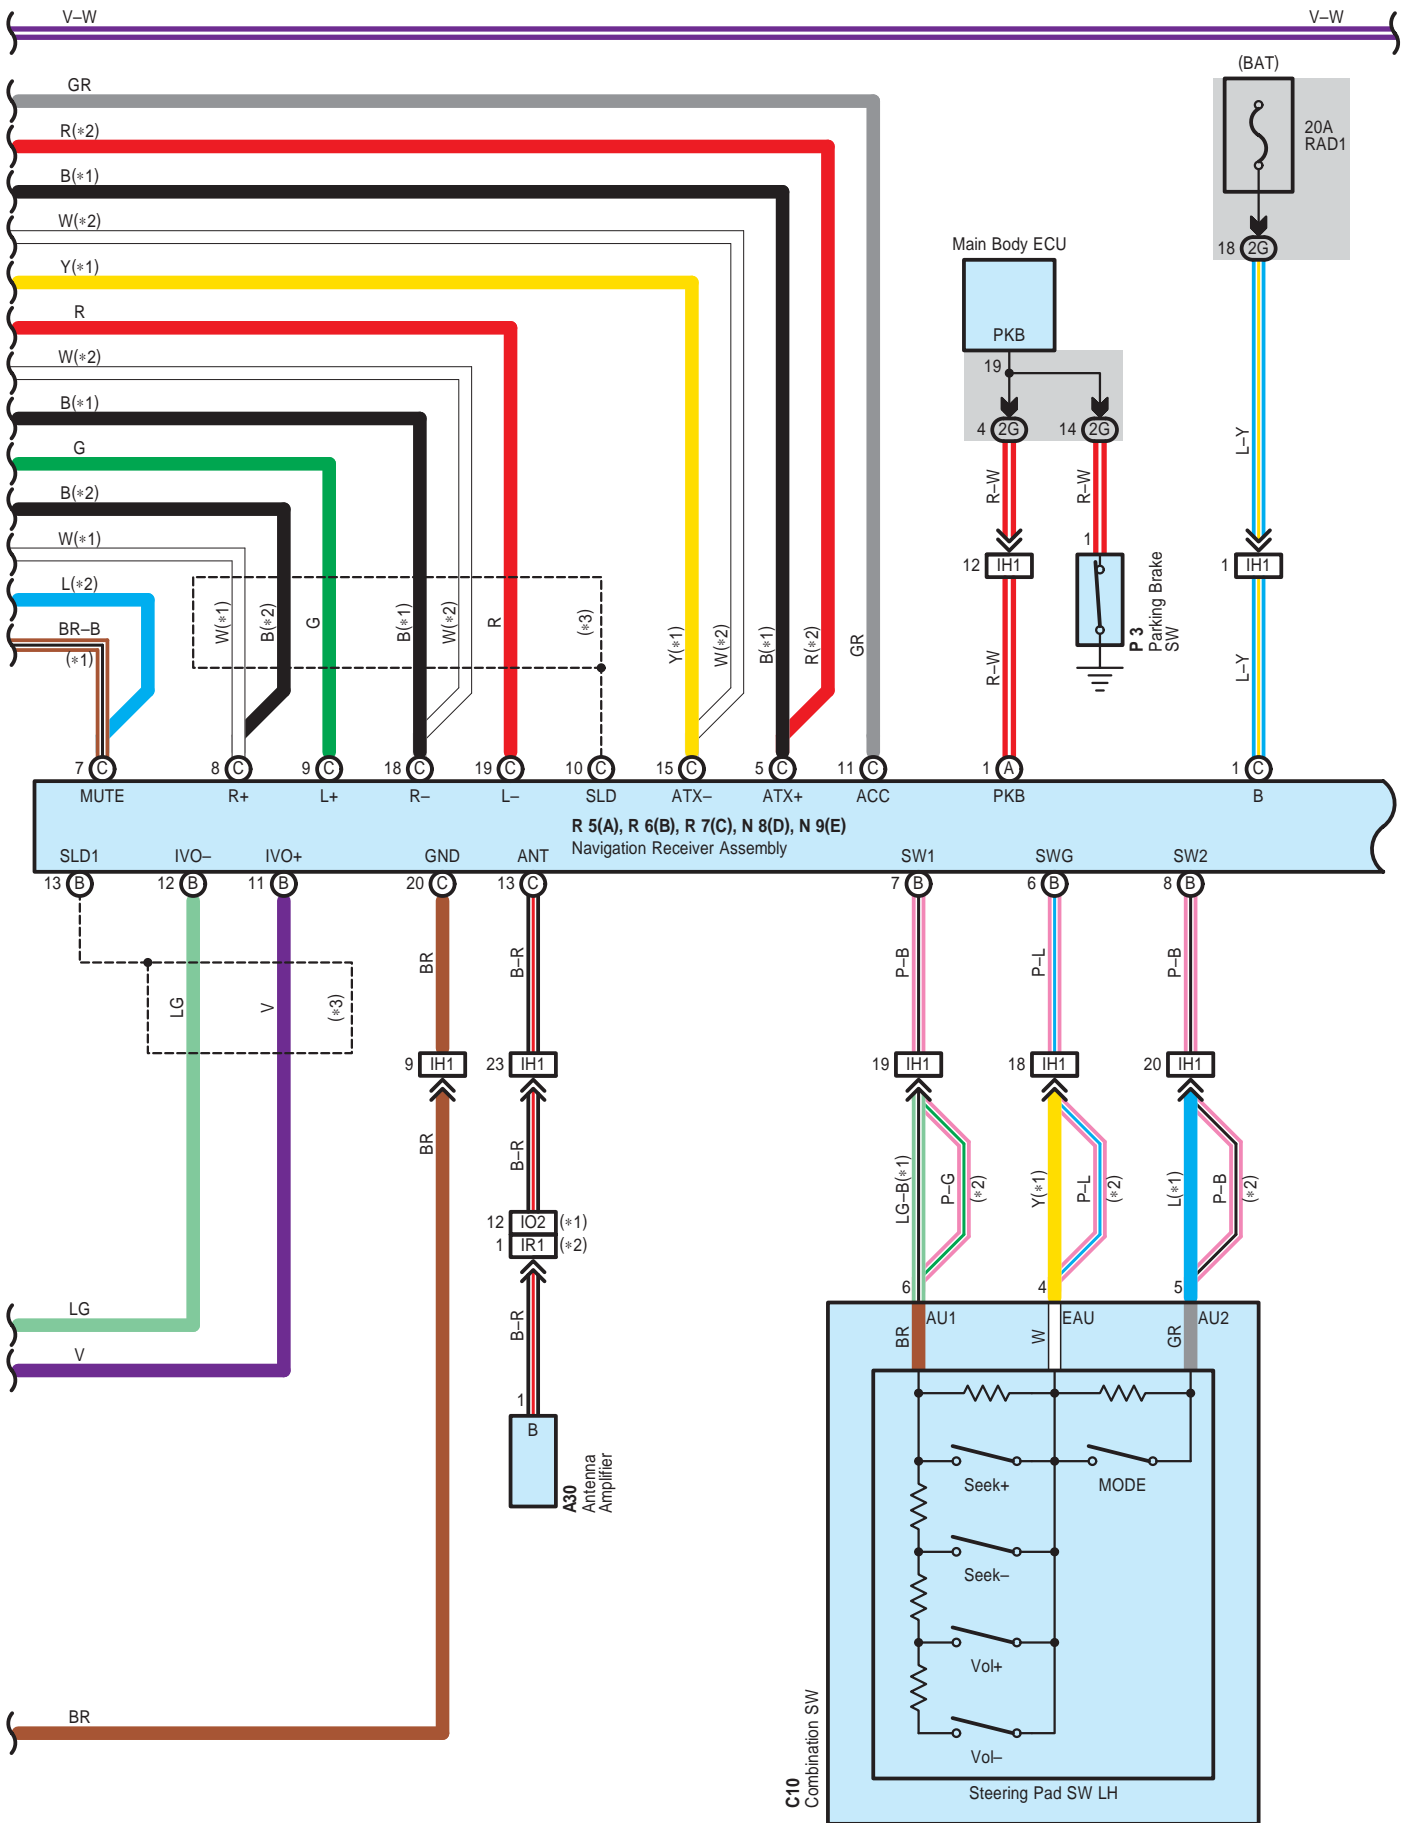 V–W
V–W
(BAT)
GR
R(*2)
20A
RAD1
B(*1)
W(*2)
Main Body ECU
18 2G
Y(*1)
R
PKB
W(*2)
19
B(*1)
4 2G
14 2G
G
L–Y
R–W
R–W
B(*2)
W(*1)
1
12 IH1
1 IH1
L(*2)
BR–B
(*1)
W(*1)
B(*2)
G
B(*1)
W(*2)
R
(*3)
Y(*1)
W(*2)
B(*1)
R(*2)
GR
R–W
P 3
Parking Brake
SW
L–Y
7 C
8 C
9 C
18 C
19 C
10 C
15 C
5 C
11 C
1 A
1 C
MUTE
R+
L+
R–
L–
SLD
ATX–
ATX+
ACC
PKB
B
R 5(A), R 6(B), R 7(C), N 8(D), N 9(E)
Navigation Receiver Assembly
SLD1
IVO–
IVO+
GND
ANT
SW1
SWG
SW2
13 B
12 B
11 B
20 C
13 C
7 B
6 B
8 B
LG
V
(*3)
BR
B–R
P–B
P–L
P–B
9 IH1
23 IH1
19 IH1
18 IH1
20 IH1
BR
B–R
LG–B(*1)
P–G
(*2)
Y(*1)
P–L
(*2)
L(*1)
P–B
(*2)
12 IO2 (*1)
1 IR1 (*2)
6
4
5
LG
B–R
AU1
EAU
AU2
BR
W
GR
V
1
B
A30
Antenna
Amplifier
Seek+
MODE
Seek–
Vol+
Vol–
BR
C10
Combination SW
Steering Pad SW LH